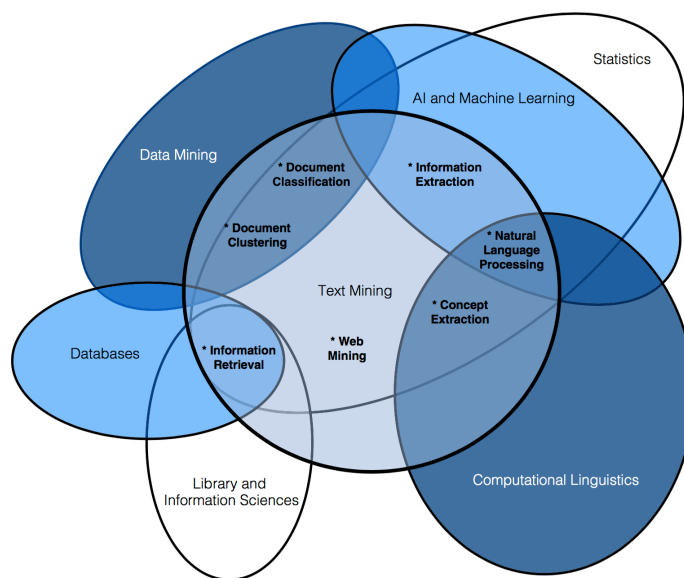 Statistics
AI and Machine Learning
Data Mining
* Document
Classification
* Information
Extraction
* Document
Clustering
* Natural
Language
Processing
Text Mining
* Concept
Extraction
Databases
* Information
Retrieval
* Web
Mining
Library and
Information Sciences
Computational Linguistics